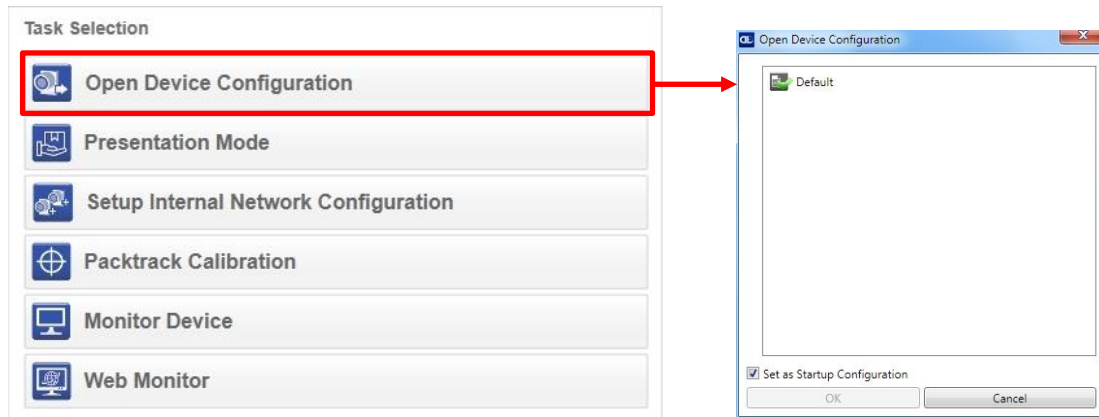 Task Selection
Open Device Configuration
Presentation Mode
Setup Internal Network Configuration
Packtrack Calibration
Monitor Device
Web Monitor
Open Device Configuration
Default
Set as Startup Configuration
OK
Cancel